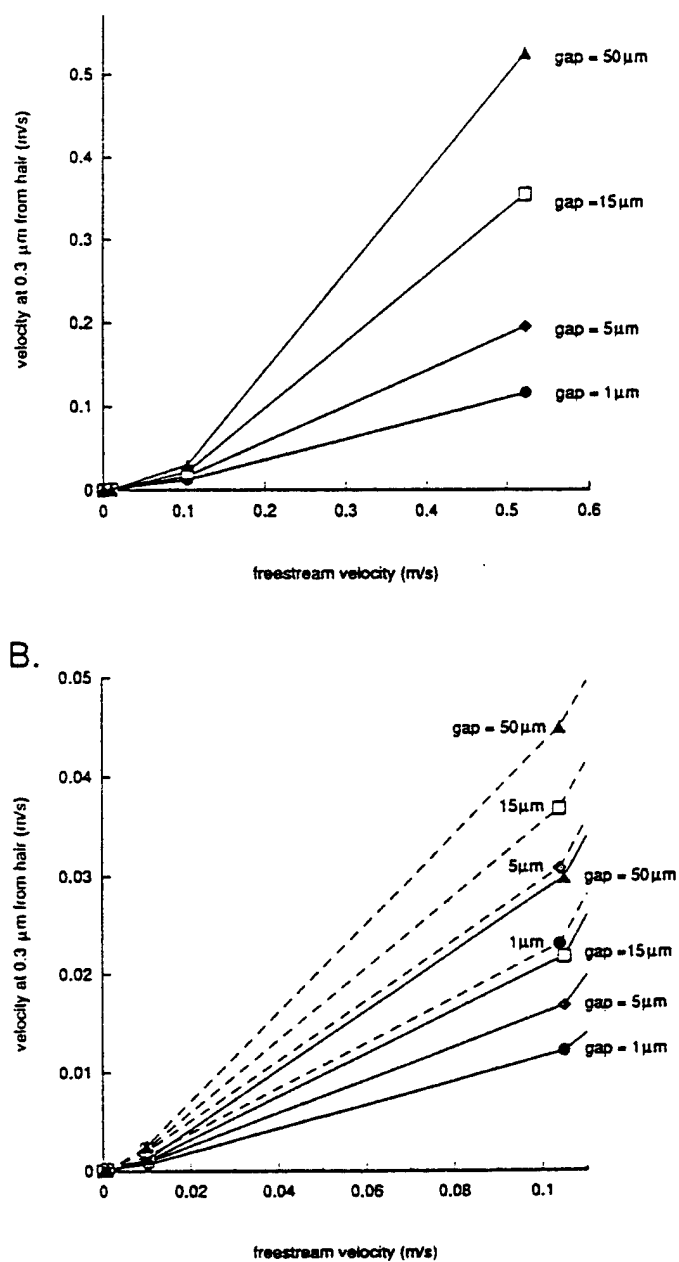 0.5
0.4
0.3
0.2
0.1
0
velocity at 0.3 μm from hair (m/s)
gap = 50 μm
gap = 15 μm
gap = 5 μm
gap = 1 μm
0 0.1 0.2 0.3 0.4 0.5 0.6
freestream velocity (m/s)
B.
0.05
0.04
0.03
0.02
0.01
0
velocity at 0.3 μm from hair (m/s)
gap = 50 μm
15 μm
5 μm
1 μm
gap = 50 μm
gap = 15 μm
gap = 5 μm
gap = 1 μm
0 0.02 0.04 0.06 0.08 0.1
freestream velocity (m/s)